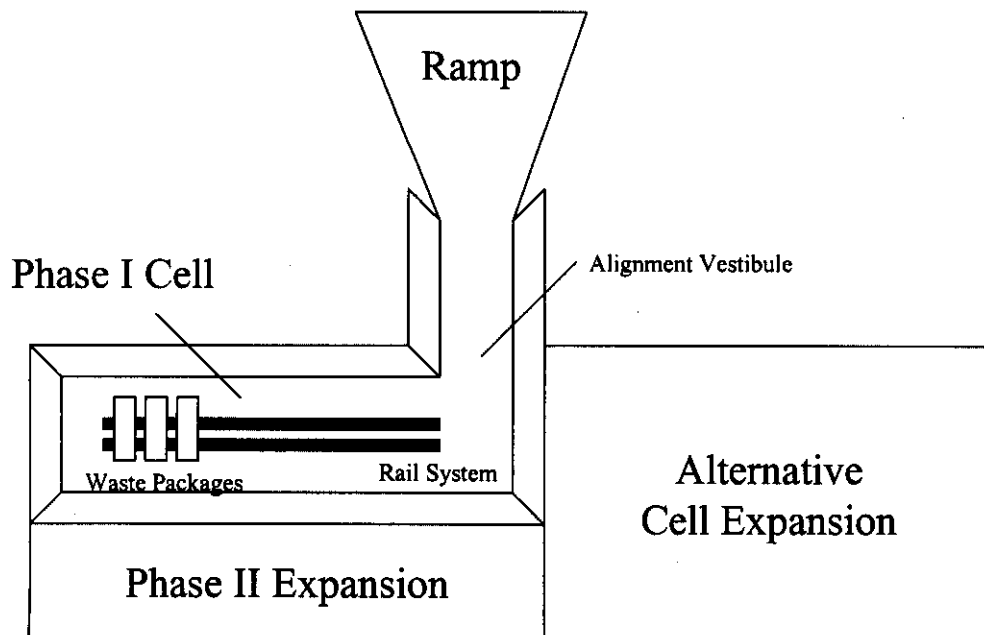 Ramp
Alignment Vestibule
Phase I Cell
Waste Packages
Rail System
Alternative
Cell Expansion
Phase II Expansion